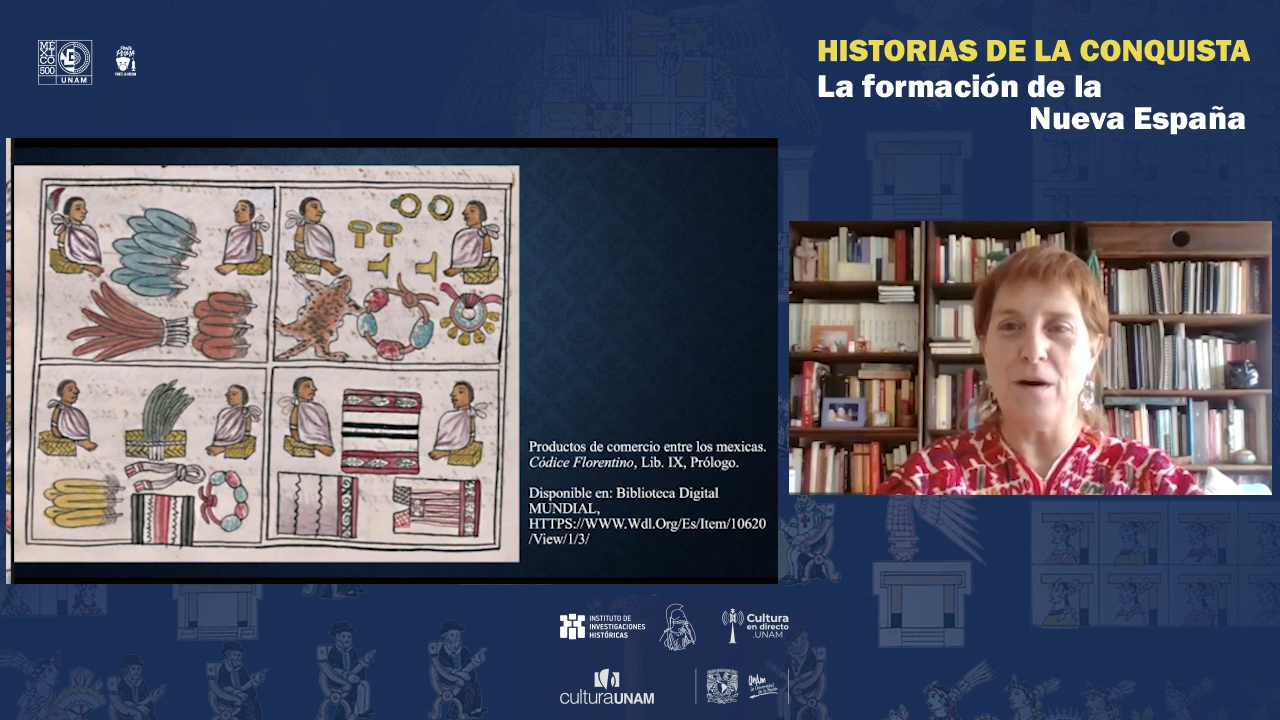 MÉXICO 500
UNAM
HISTORIAS DE LA CONQUISTA
La formación de la
Nueva España
Productos de comercio entre los mexicas.
Códice Florentino, Lib. IX, Prólogo.
Disponible en: Biblioteca Digital
MUNDIAL,
HTTPS://WWW.Wdl.Org/Es/Item/10620
/View/1/3/
INSTITUTO DE
INVESTIGACIONES
HISTÓRICAS
Cultura
en directo
.UNAM
culturaUNAM